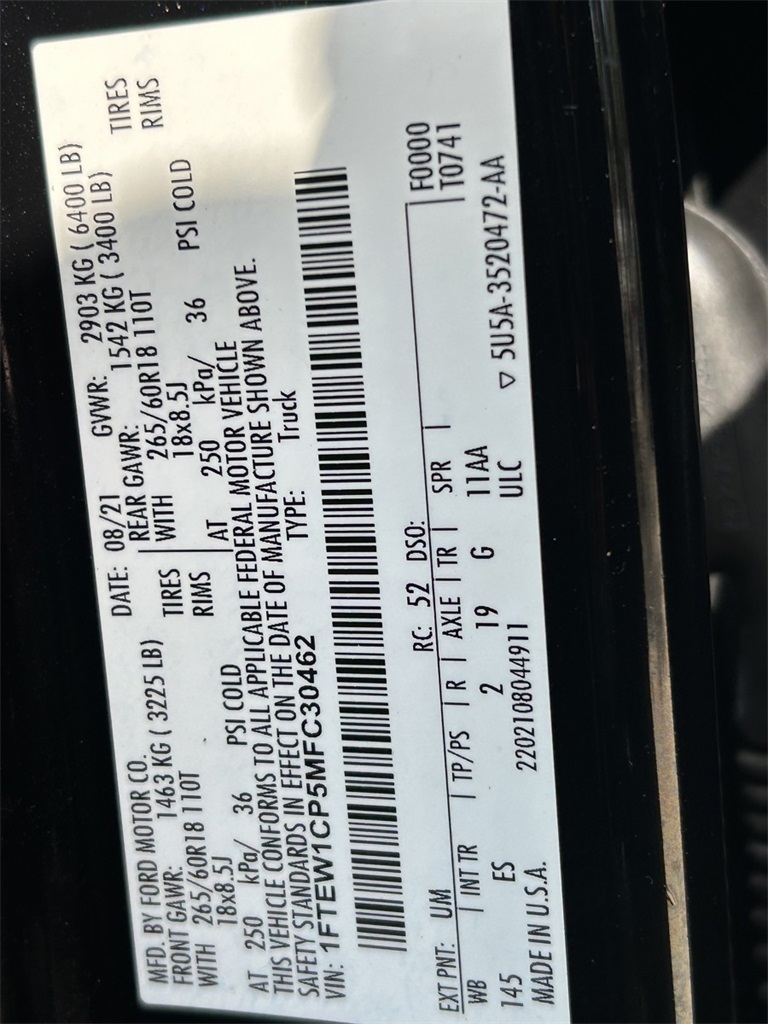 MFD. BY FORD MOTOR CO. DATE: 08/21 GVWR: 2903 KG ( 6400 LB)
FRONT GAWR: 1463 KG ( 3225 LB) REAR GAWR: 1542 KG ( 3400 LB)
WITH 265/60R18 110T TIRES WITH 265/60R18 110T TIRES
18x8.5J RIMS 18x8.5J RIMS
AT 250 kPa/ 36 PSI COLD AT 250 kPa/ 36 PSI COLD
THIS VEHICLE CONFORMS TO ALL APPLICABLE FEDERAL MOTOR VEHICLE
SAFETY STANDARDS IN EFFECT ON THE DATE OF MANUFACTURE SHOWN ABOVE.
VIN: 1FTEW1CP5MFC30462 TYPE: Truck
EXT PNT: UM RC: 52 DSO: F0000
WB INT TR TP/PS R AXLE TR SPR T0741
145 ES 2 19 G 11AA
2202108044911 ULC
MADE IN U.S.A. ▽ 5U5A-3520472-AA